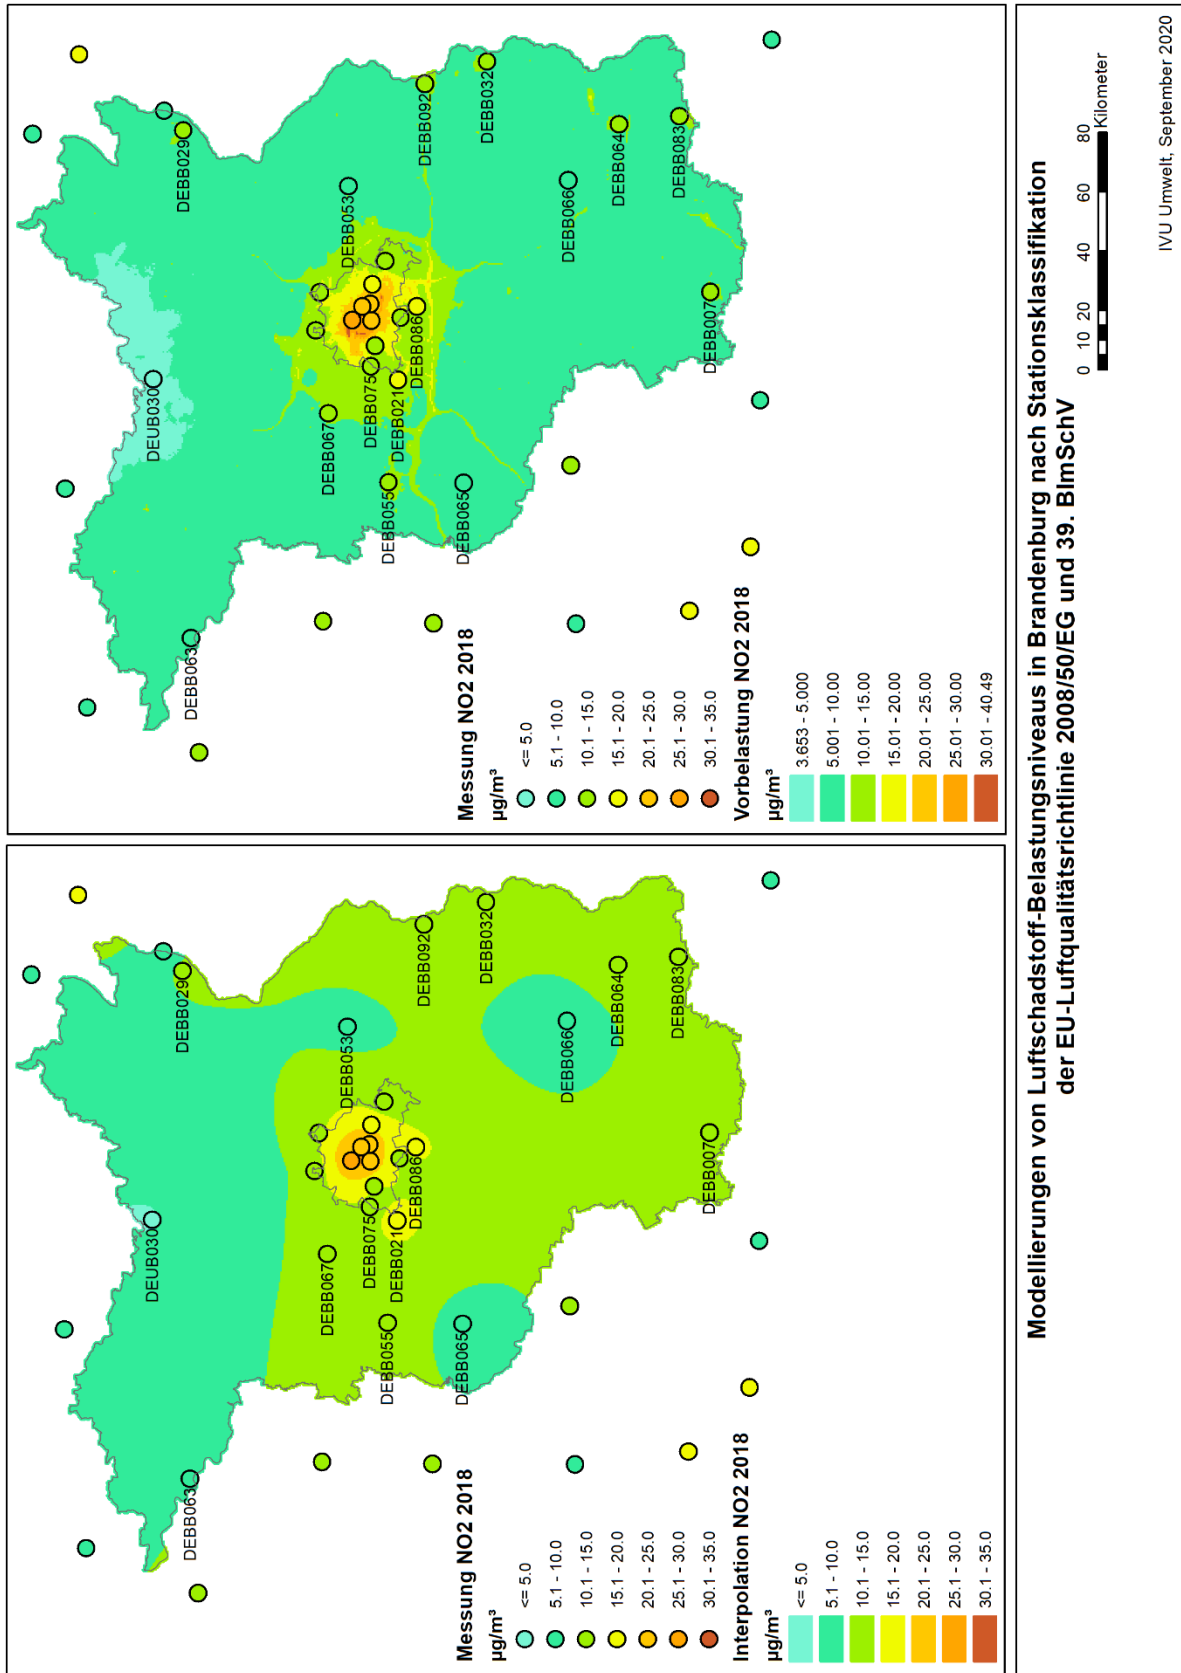 DEBB063
DEUB030
DEBB029
DEBB053
DEBB067
DEBB075
DEBB055
DEBB021
DEBB086
DEBB092
DEBB065
DEBB032
DEBB066
DEBB064
DEBB083
DEBB007
Messung NO2 2018
µg/m³
<= 5.0
5.1 - 10.0
10.1 - 15.0
15.1 - 20.0
20.1 - 25.0
25.1 - 30.0
30.1 - 35.0
Interpolation NO2 2018
µg/m³
<= 5.0
5.1 - 10.0
10.1 - 15.0
15.1 - 20.0
20.1 - 25.0
25.1 - 30.0
30.1 - 35.0
DEBB063
DEUB030
DEBB029
DEBB053
DEBB067
DEBB075
DEBB055
DEBB021
DEBB086
DEBB092
DEBB065
DEBB032
DEBB066
DEBB064
DEBB083
DEBB007
Messung NO2 2018
µg/m³
<= 5.0
5.1 - 10.0
10.1 - 15.0
15.1 - 20.0
20.1 - 25.0
25.1 - 30.0
30.1 - 35.0
Vorbelastung NO2 2018
µg/m³
3.653 - 5.000
5.001 - 10.00
10.01 - 15.00
15.01 - 20.00
20.01 - 25.00
25.01 - 30.00
30.01 - 40.49
Modellierungen von Luftschadstoff-Belastungsniveaus in Brandenburg nach Stationsklassifikation
der EU-Luftqualitätsrichtlinie 2008/50/EG und 39. BImSchV
0 10 20 40 60 80
Kilometer
IVU Umwelt, September 2020